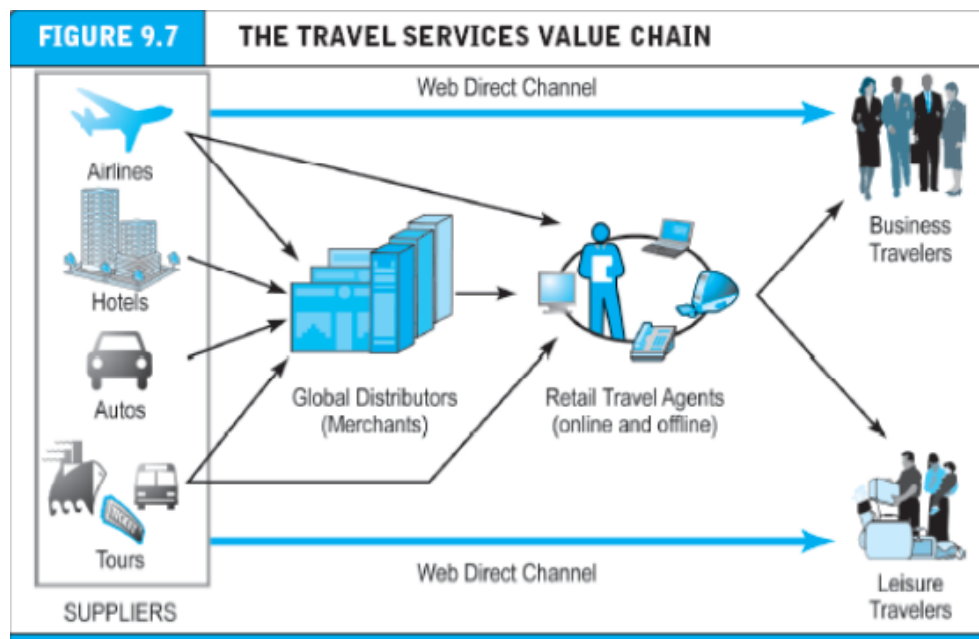 FIGURE 9.7 THE TRAVEL SERVICES VALUE CHAIN
Web Direct Channel
Airlines
Hotels
Autos
Tours
SUPPLIERS
Global Distributors
(Merchants)
Retail Travel Agents
(online and offline)
Business
Travelers
Web Direct Channel
Leisure
Travelers